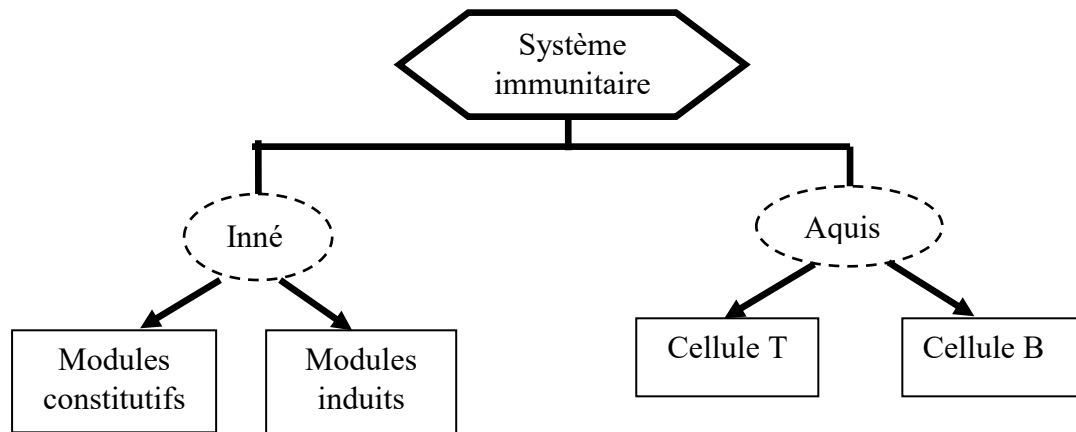 Système
immunitaire
Inné
Aquis
Modules
constitutifs
Modules
induits
Cellule T
Cellule B